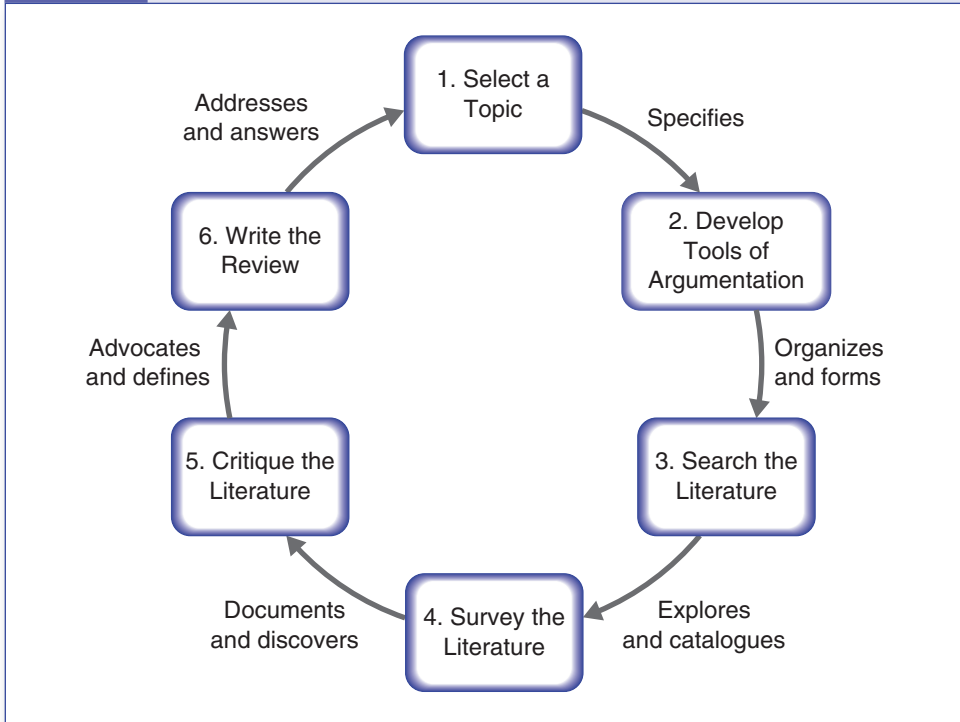 1. Select a
Topic
Specifies
2. Develop
Tools of
Argumentation
Organizes
and forms
3. Search the
Literature
Explores
and catalogues
4. Survey the
Literature
Documents
and discovers
5. Critique the
Literature
Advocates
and defines
6. Write the
Review
Addresses
and answers